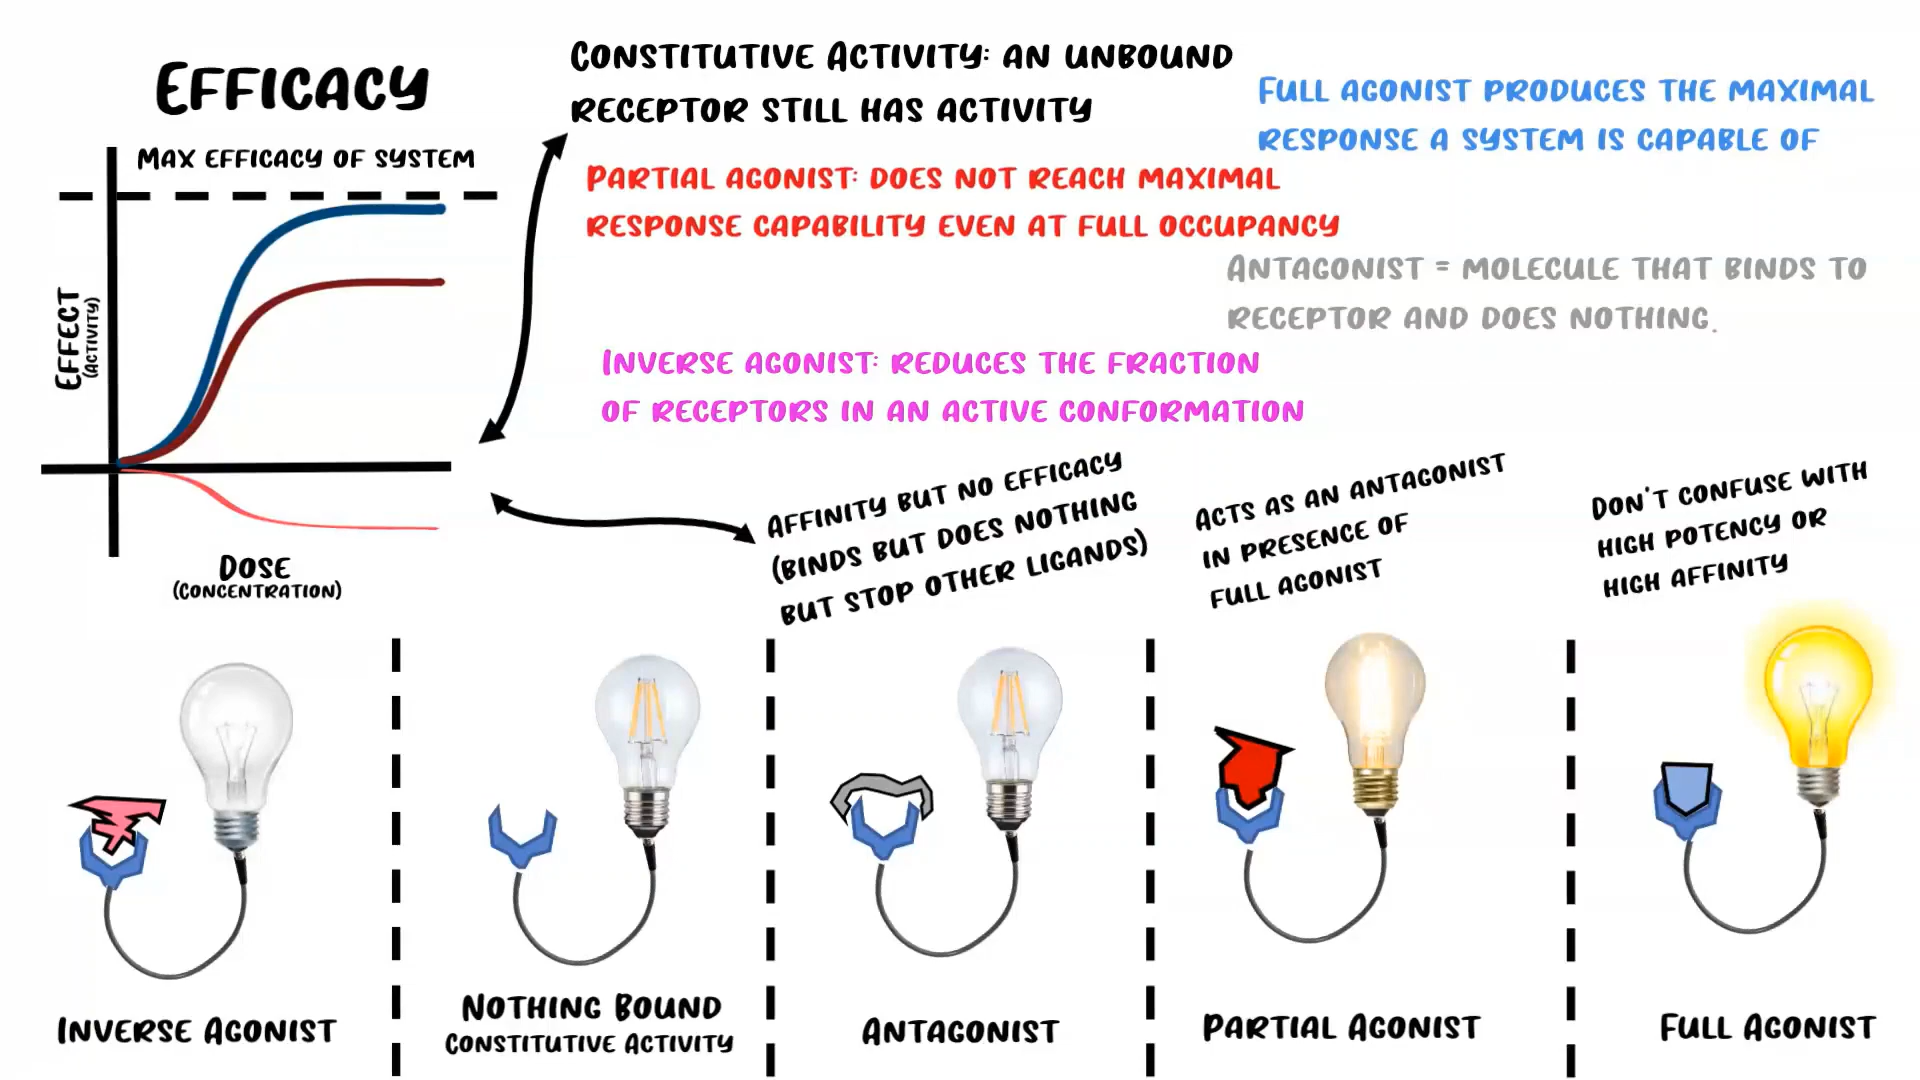 EFFICACY
MAX EFFICACY OF SYSTEM
EFFECT
(ACTIVITY)
DOSE
(CONCENTRATION)
CONSTITUTIVE ACTIVITY: AN UNBOUND
RECEPTOR STILL HAS ACTIVITY
FULL AGONIST PRODUCES THE MAXIMAL
RESPONSE A SYSTEM IS CAPABLE OF
PARTIAL AGONIST: DOES NOT REACH MAXIMAL
RESPONSE CAPABILITY EVEN AT FULL OCCUPANCY
ANTAGONIST = MOLECULE THAT BINDS TO
RECEPTOR AND DOES NOTHING.
INVERSE AGONIST: REDUCES THE FRACTION
OF RECEPTORS IN AN ACTIVE CONFORMATION
AFFINITY BUT NO EFFICACY
(BINDS BUT DOES NOTHING
BUT STOP OTHER LIGANDS)
ACTS AS AN ANTAGONIST
IN PRESENCE OF
FULL AGONIST
DON'T CONFUSE WITH
HIGH POTENCY OR
HIGH AFFINITY
INVERSE AGONIST
NOTHING BOUND
CONSTITUTIVE ACTIVITY
ANTAGONIST
PARTIAL AGONIST
FULL AGONIST